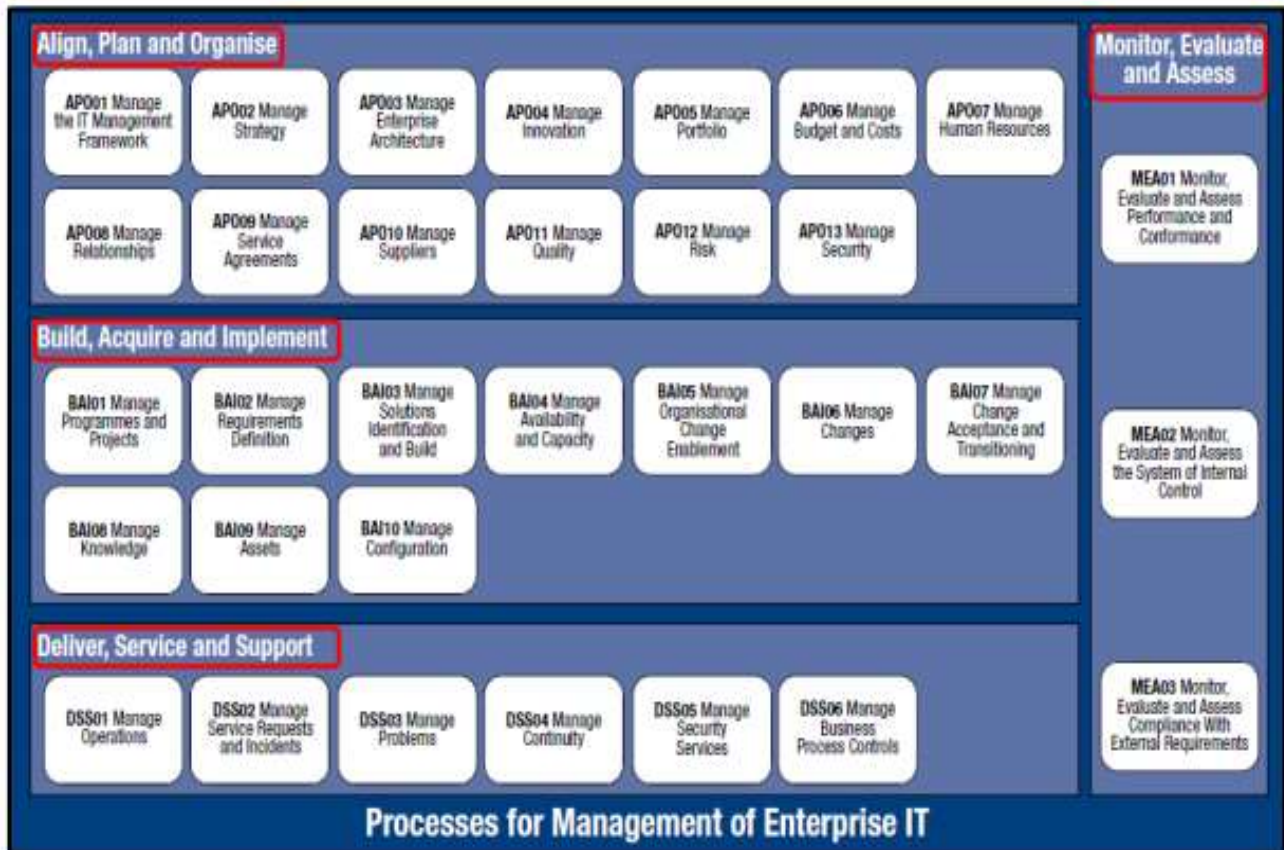 Align, Plan and Organise
APO01 Manage
the IT Management
Framework
APO02 Manage
Strategy
APO03 Manage
Enterprise
Architecture
APO04 Manage
Innovation
APO05 Manage
Portfolio
APO06 Manage
Budget and Costs
APO07 Manage
Human Resources
APO08 Manage
Relationships
APO09 Manage
Service
Agreements
APO10 Manage
Suppliers
APO11 Manage
Quality
APO12 Manage
Risk
APO13 Manage
Security
Build, Acquire and Implement
BAI01 Manage
Programmes and
Projects
BAI02 Manage
Requirements
Definition
BAI03 Manage
Solutions
Identification
and Build
BAI04 Manage
Availability
and Capacity
BAI05 Manage
Organisational
Change
Enablement
BAI06 Manage
Changes
BAI07 Manage
Change
Acceptance and
Transitioning
BAI08 Manage
Knowledge
BAI09 Manage
Assets
BAI10 Manage
Configuration
Deliver, Service and Support
DSS01 Manage
Operations
DSS02 Manage
Service Requests
and Incidents
DSS03 Manage
Problems
DSS04 Manage
Continuity
DSS05 Manage
Security
Services
DSS06 Manage
Business
Process Controls
Monitor, Evaluate
and Assess
MEA01 Monitor,
Evaluate and Assess
Performance and
Conformance
MEA02 Monitor,
Evaluate and Assess
the System of Internal
Control
MEA03 Monitor,
Evaluate and Assess
Compliance With
External Requirements
Processes for Management of Enterprise IT